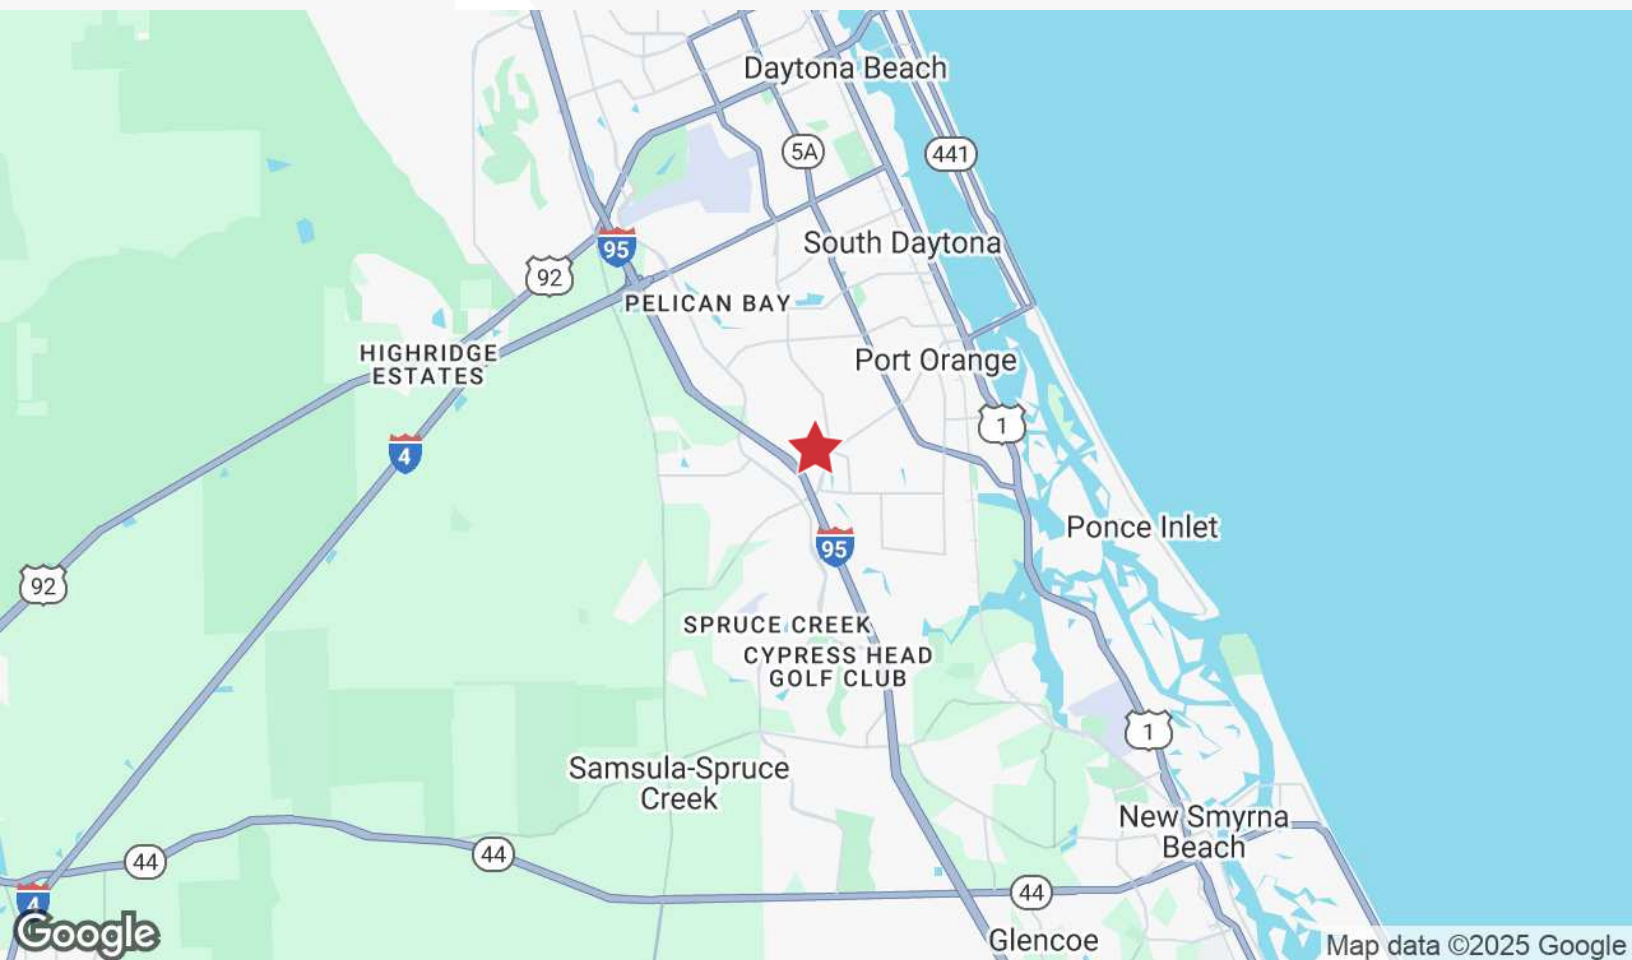 Daytona Beach
5A
441
South Daytona
95
92
PELICAN BAY
HIGHRIDGE
ESTATES
Port Orange
1
4
Ponce Inlet
95
92
SPRUCE CREEK
CYPRESS HEAD
GOLF CLUB
1
Samsula-Spruce
Creek
New Smyrna
Beach
44
44
44
4
Google
Glencoe
Map data ©2025 Google